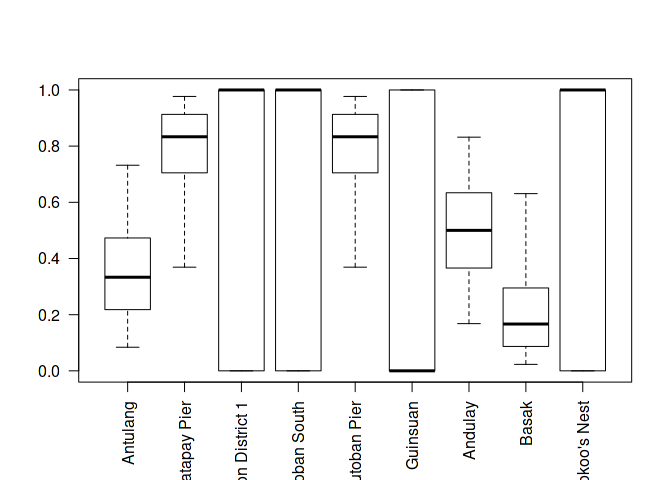 1.0
0.8
0.6
0.4
0.2
0.0
Antulang
atapay Pier
on District 1
oban South
utoban Pier
Guinsuan
Andulay
Basak
okoo's Nest